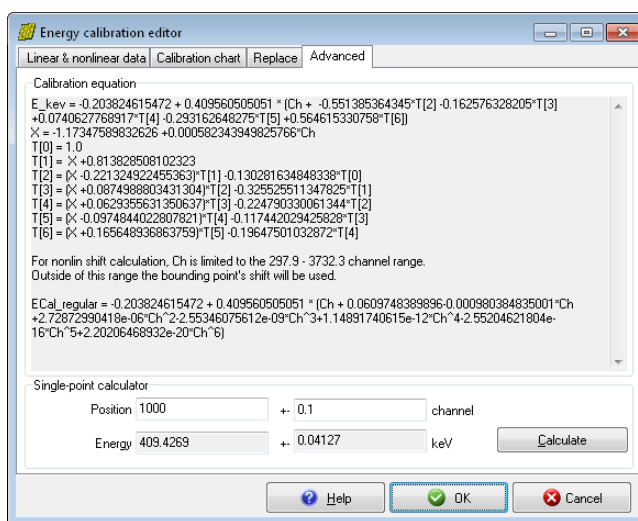 Energy calibration editor
Linear & nonlinear data Calibration chart Replace Advanced
Calibration equation
E_kev = -0.203824615472 + 0.409560505051 * (Ch + -0.551385364345*T[2] -0.162576328205*T[3]
+0.0740627768917*T[4] -0.293162648275*T[5] +0.564615330758*T[6])
X = -1.17347589832626 +0.000582343949825766*Ch
T[0] = 1.0
T[1] = X +0.813828508102323
T[2] = (X -0.221324922455363)*T[1] -0.130281634848338*T[0]
T[3] = (X +0.0874988803431304)*T[2] -0.325525511347825*T[1]
T[4] = (X +0.0629355631350637)*T[3] -0.224790330061344*T[2]
T[5] = (X -0.0974844022807821)*T[4] -0.117442029425828*T[3]
T[6] = (X +0.165648936863759)*T[5] -0.19647501032872*T[4]
For nonlin shift calculation, Ch is limited to the 297.9 - 3732.3 channel range.
Outside of this range the bounding point's shift will be used.
ECal_regular = -0.203824615472 + 0.409560505051 * (Ch + 0.0609748389896-0.000980384835001*Ch
+2.72872990418e-06*Ch^2-2.55346075612e-09*Ch^3+1.14891740615e-12*Ch^4-2.55204621804e-
16*Ch^5+2.20206468932e-20*Ch^6)
Single-point calculator
Position 1000 +- 0.1 channel
Energy 409.4269 +- 0.04127 keV Calculate
Help OK Cancel